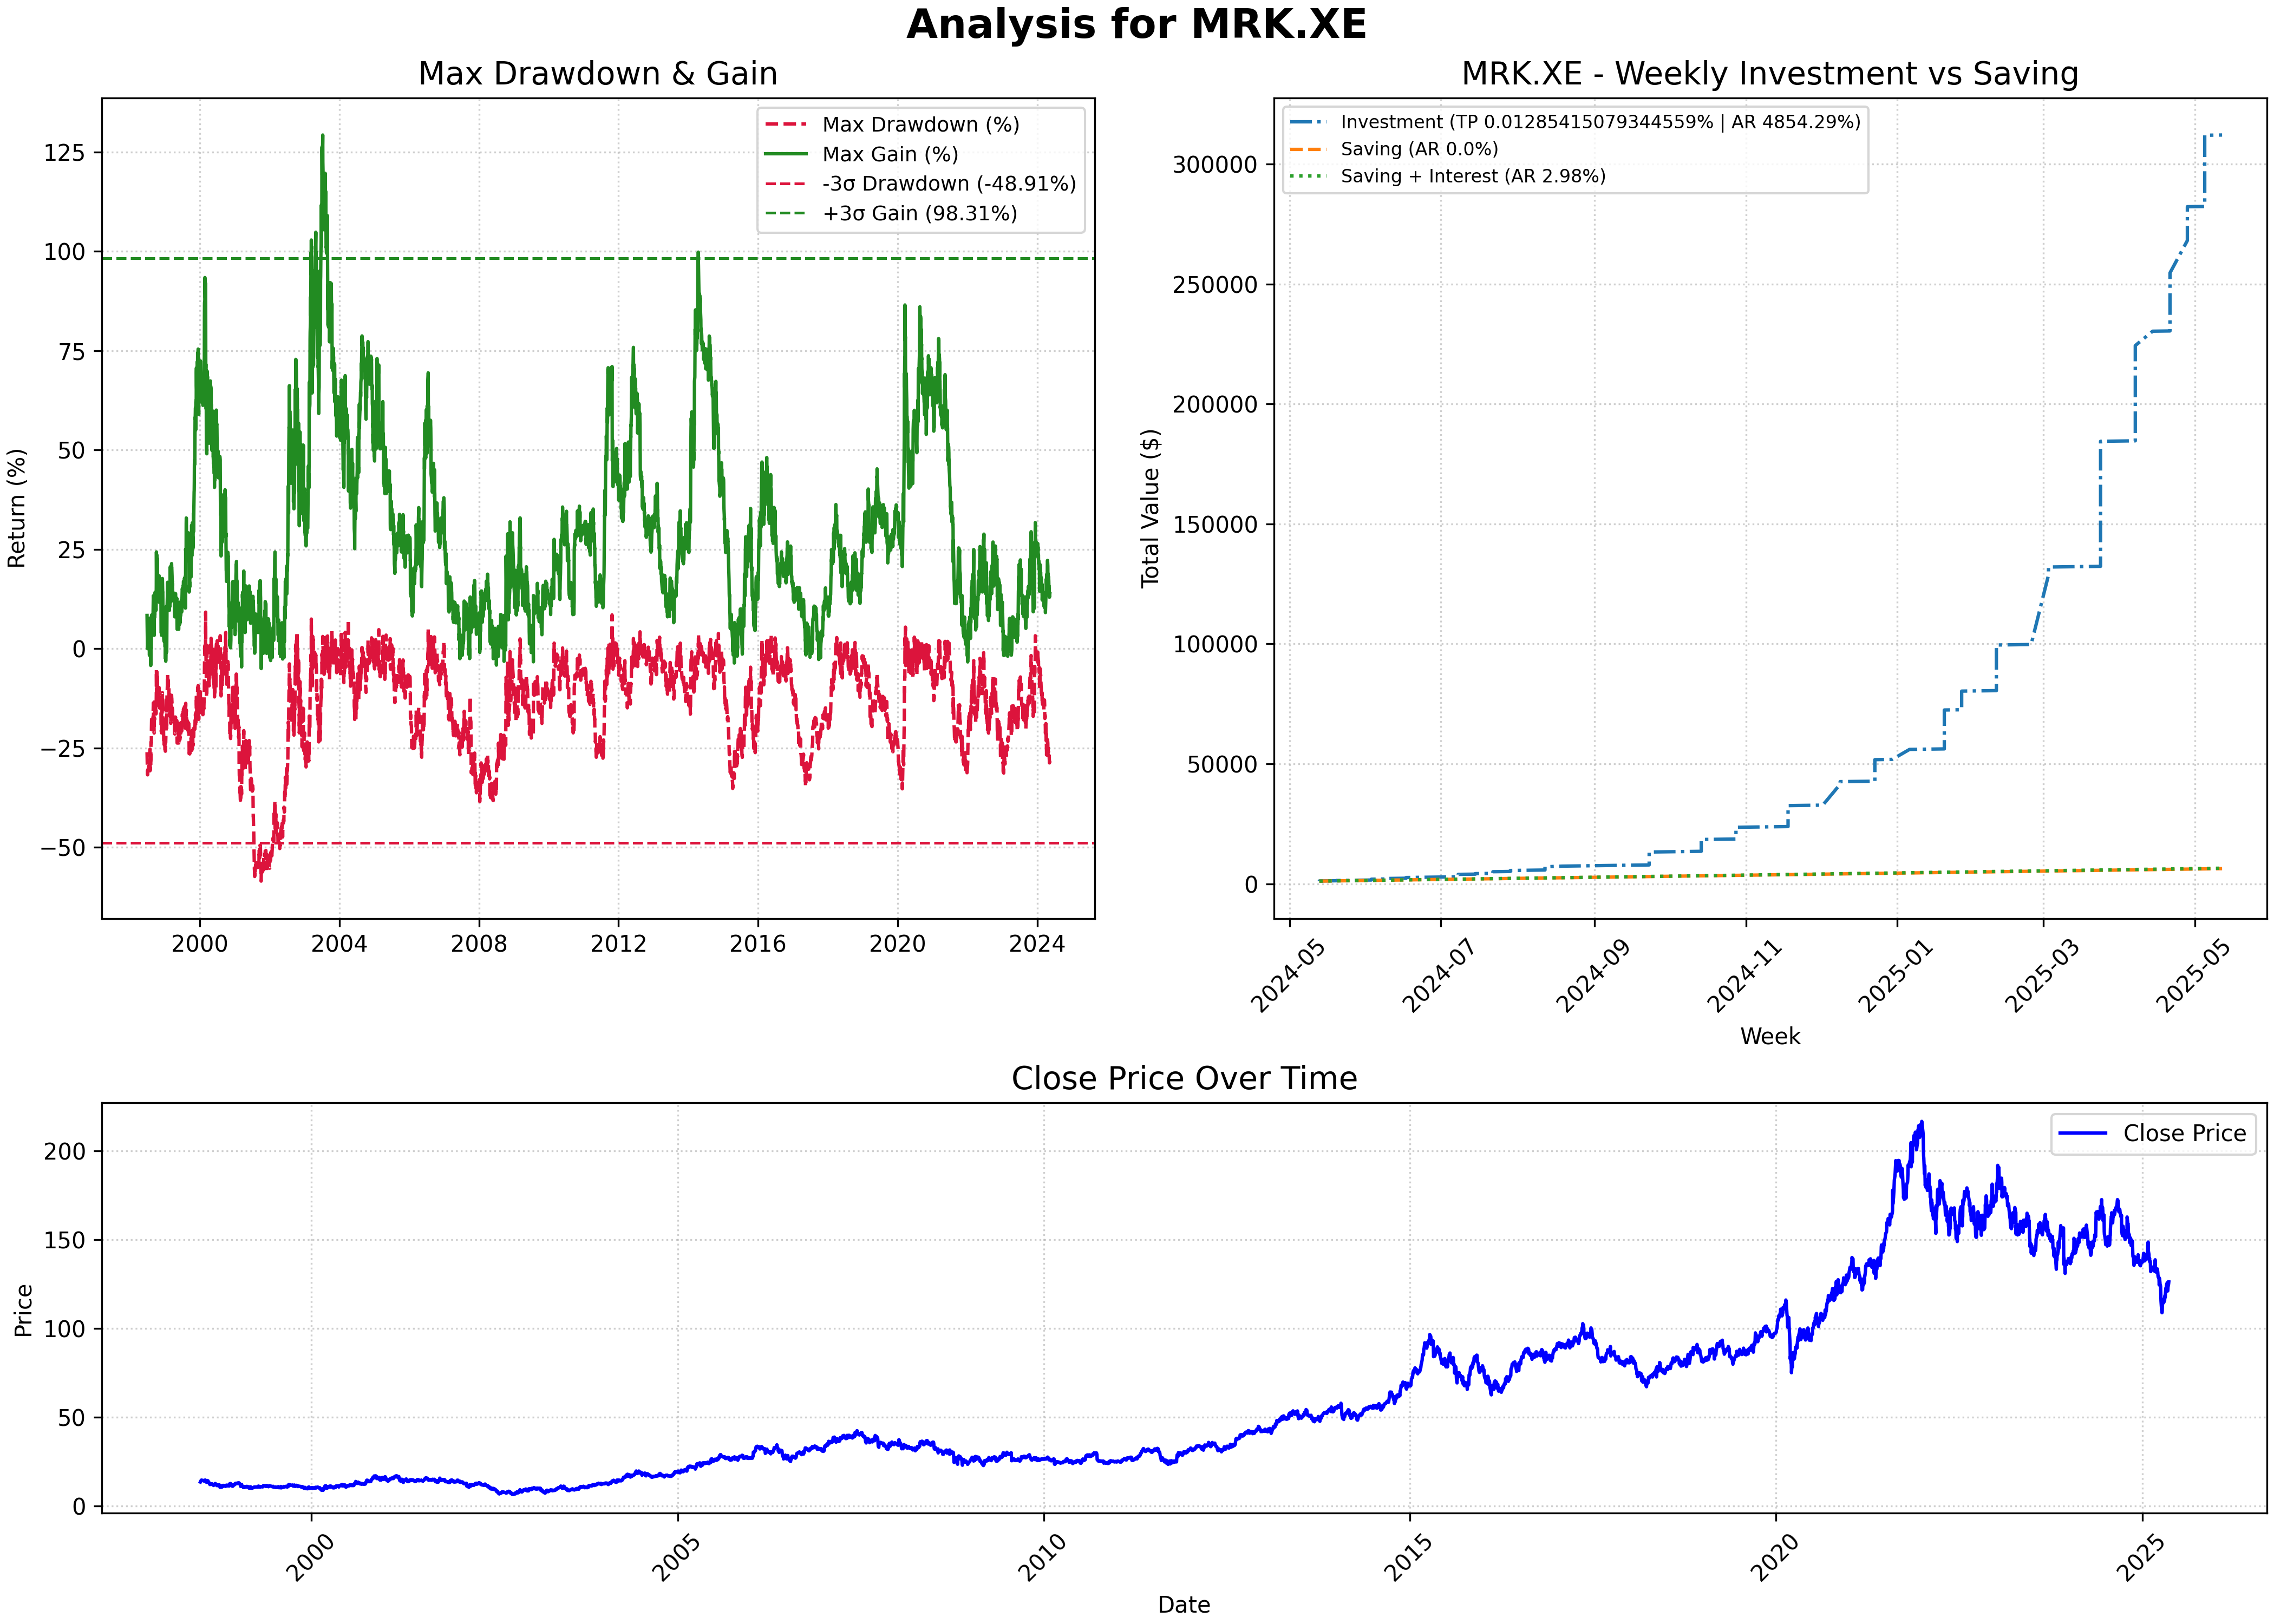 Analysis for MRK.XE
Max Drawdown & Gain
Return (%)
125
100
75
50
25
0
−25
−50
2000
2004
2008
2012
2016
2020
2024
Max Drawdown (%)
Max Gain (%)
-3σ Drawdown (-48.91%)
+3σ Gain (98.31%)
MRK.XE - Weekly Investment vs Saving
Total Value ($)
300000
250000
200000
150000
100000
50000
0
Investment (TP 0.01285415079344559% | AR 4854.29%)
Saving (AR 0.0%)
Saving + Interest (AR 2.98%)
2024-05
2024-07
2024-09
2024-11
2025-01
2025-03
2025-05
Week
Close Price Over Time
Price
200
150
100
50
0
Close Price
2000
2005
2010
2015
2020
2025
Date